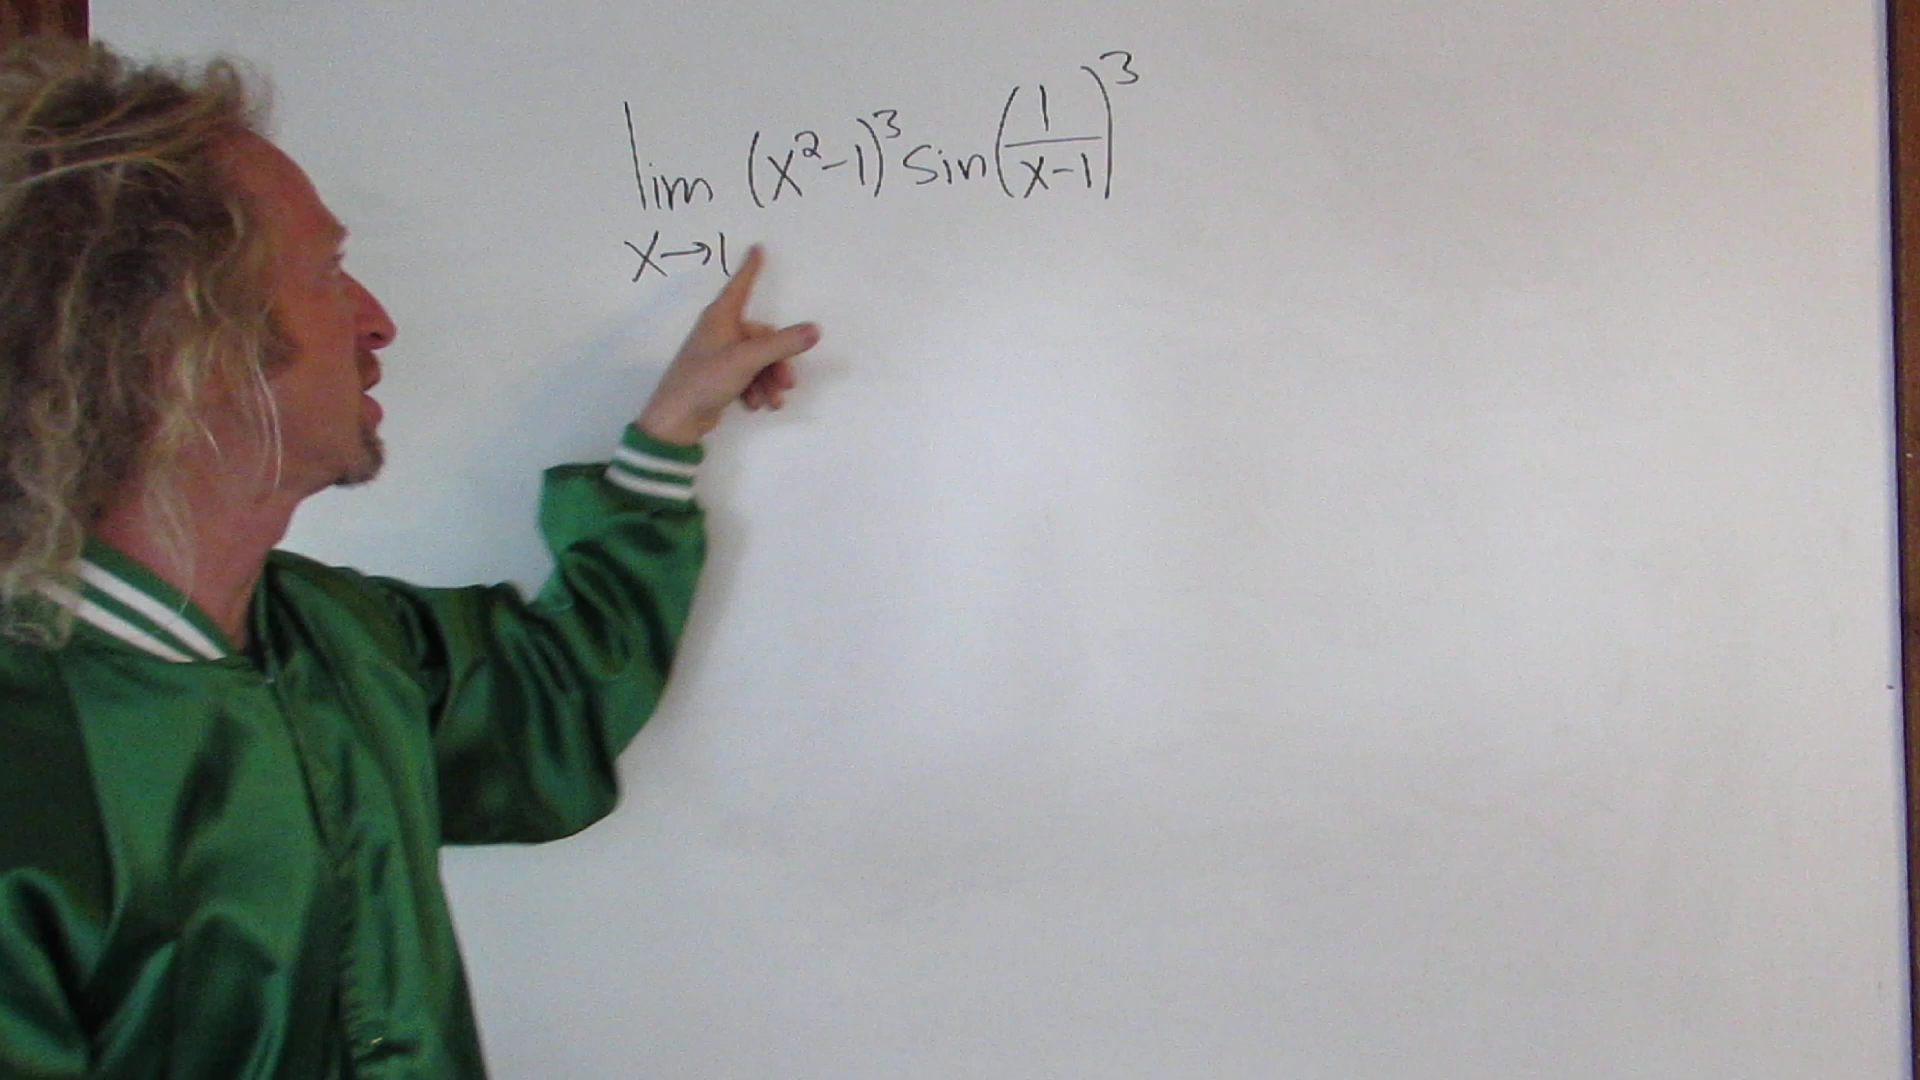 lim (x²-1)³ sin(1/(x-1))³
x→1